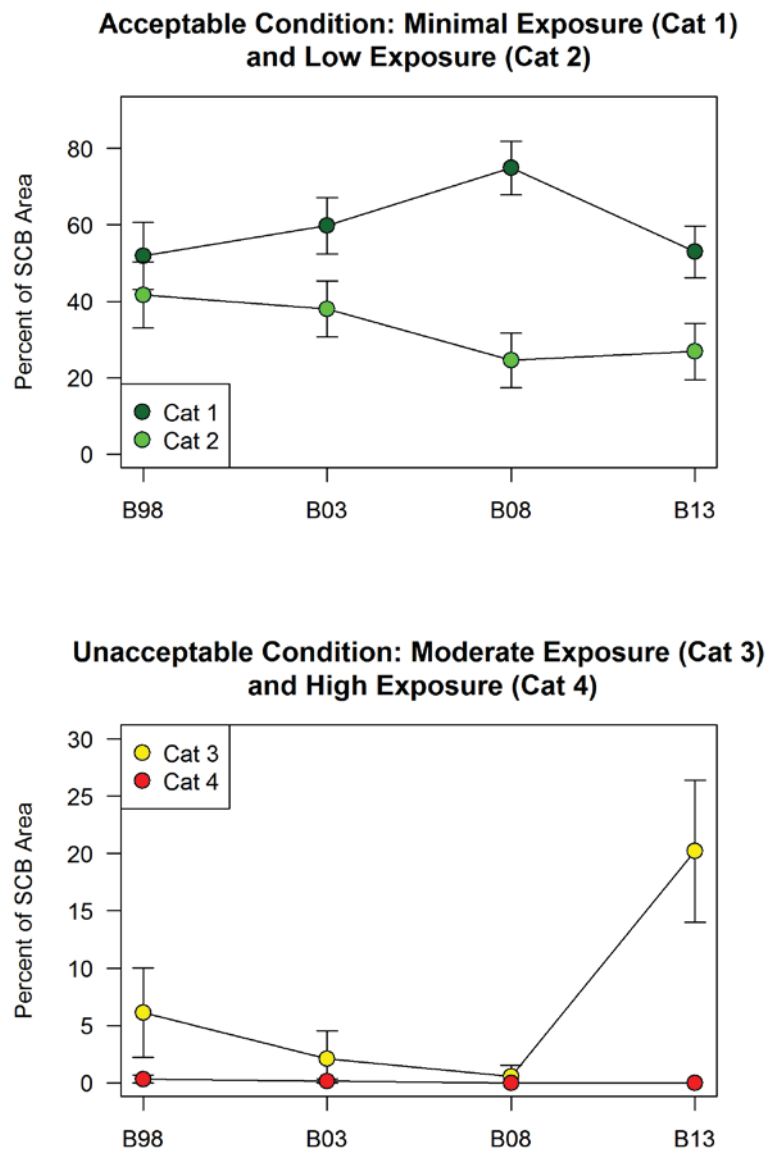 Acceptable Condition: Minimal Exposure (Cat 1)
and Low Exposure (Cat 2)
Percent of SCB Area
80
60
40
20
0
Cat 1
Cat 2
B98
B03
B08
B13
Unacceptable Condition: Moderate Exposure (Cat 3)
and High Exposure (Cat 4)
Percent of SCB Area
30
25
20
15
10
5
0
Cat 3
Cat 4
B98
B03
B08
B13